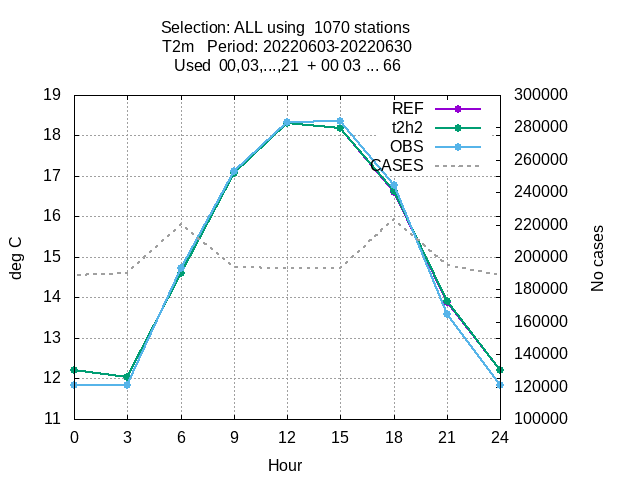 Selection: ALL using  1070 stations
T2m   Period: 20220603-20220630
Used  00,03,...,21  + 00 03 ... 66
REF
t2h2
OBS
CASES
deg C
19
18
17
16
15
14
13
12
11
300000
280000
260000
240000
220000
200000
180000
160000
140000
120000
100000
No cases
0 3 6 9 12 15 18 21 24
Hour